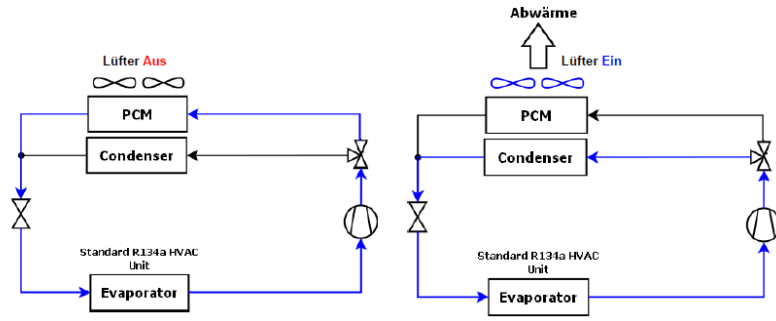 Lüfter Aus
PCM
Condenser
Standard R134a HVAC
Unit
Evaporator
Abwärme
Lüfter Ein
PCM
Condenser
Standard R134a HVAC
Unit
Evaporator